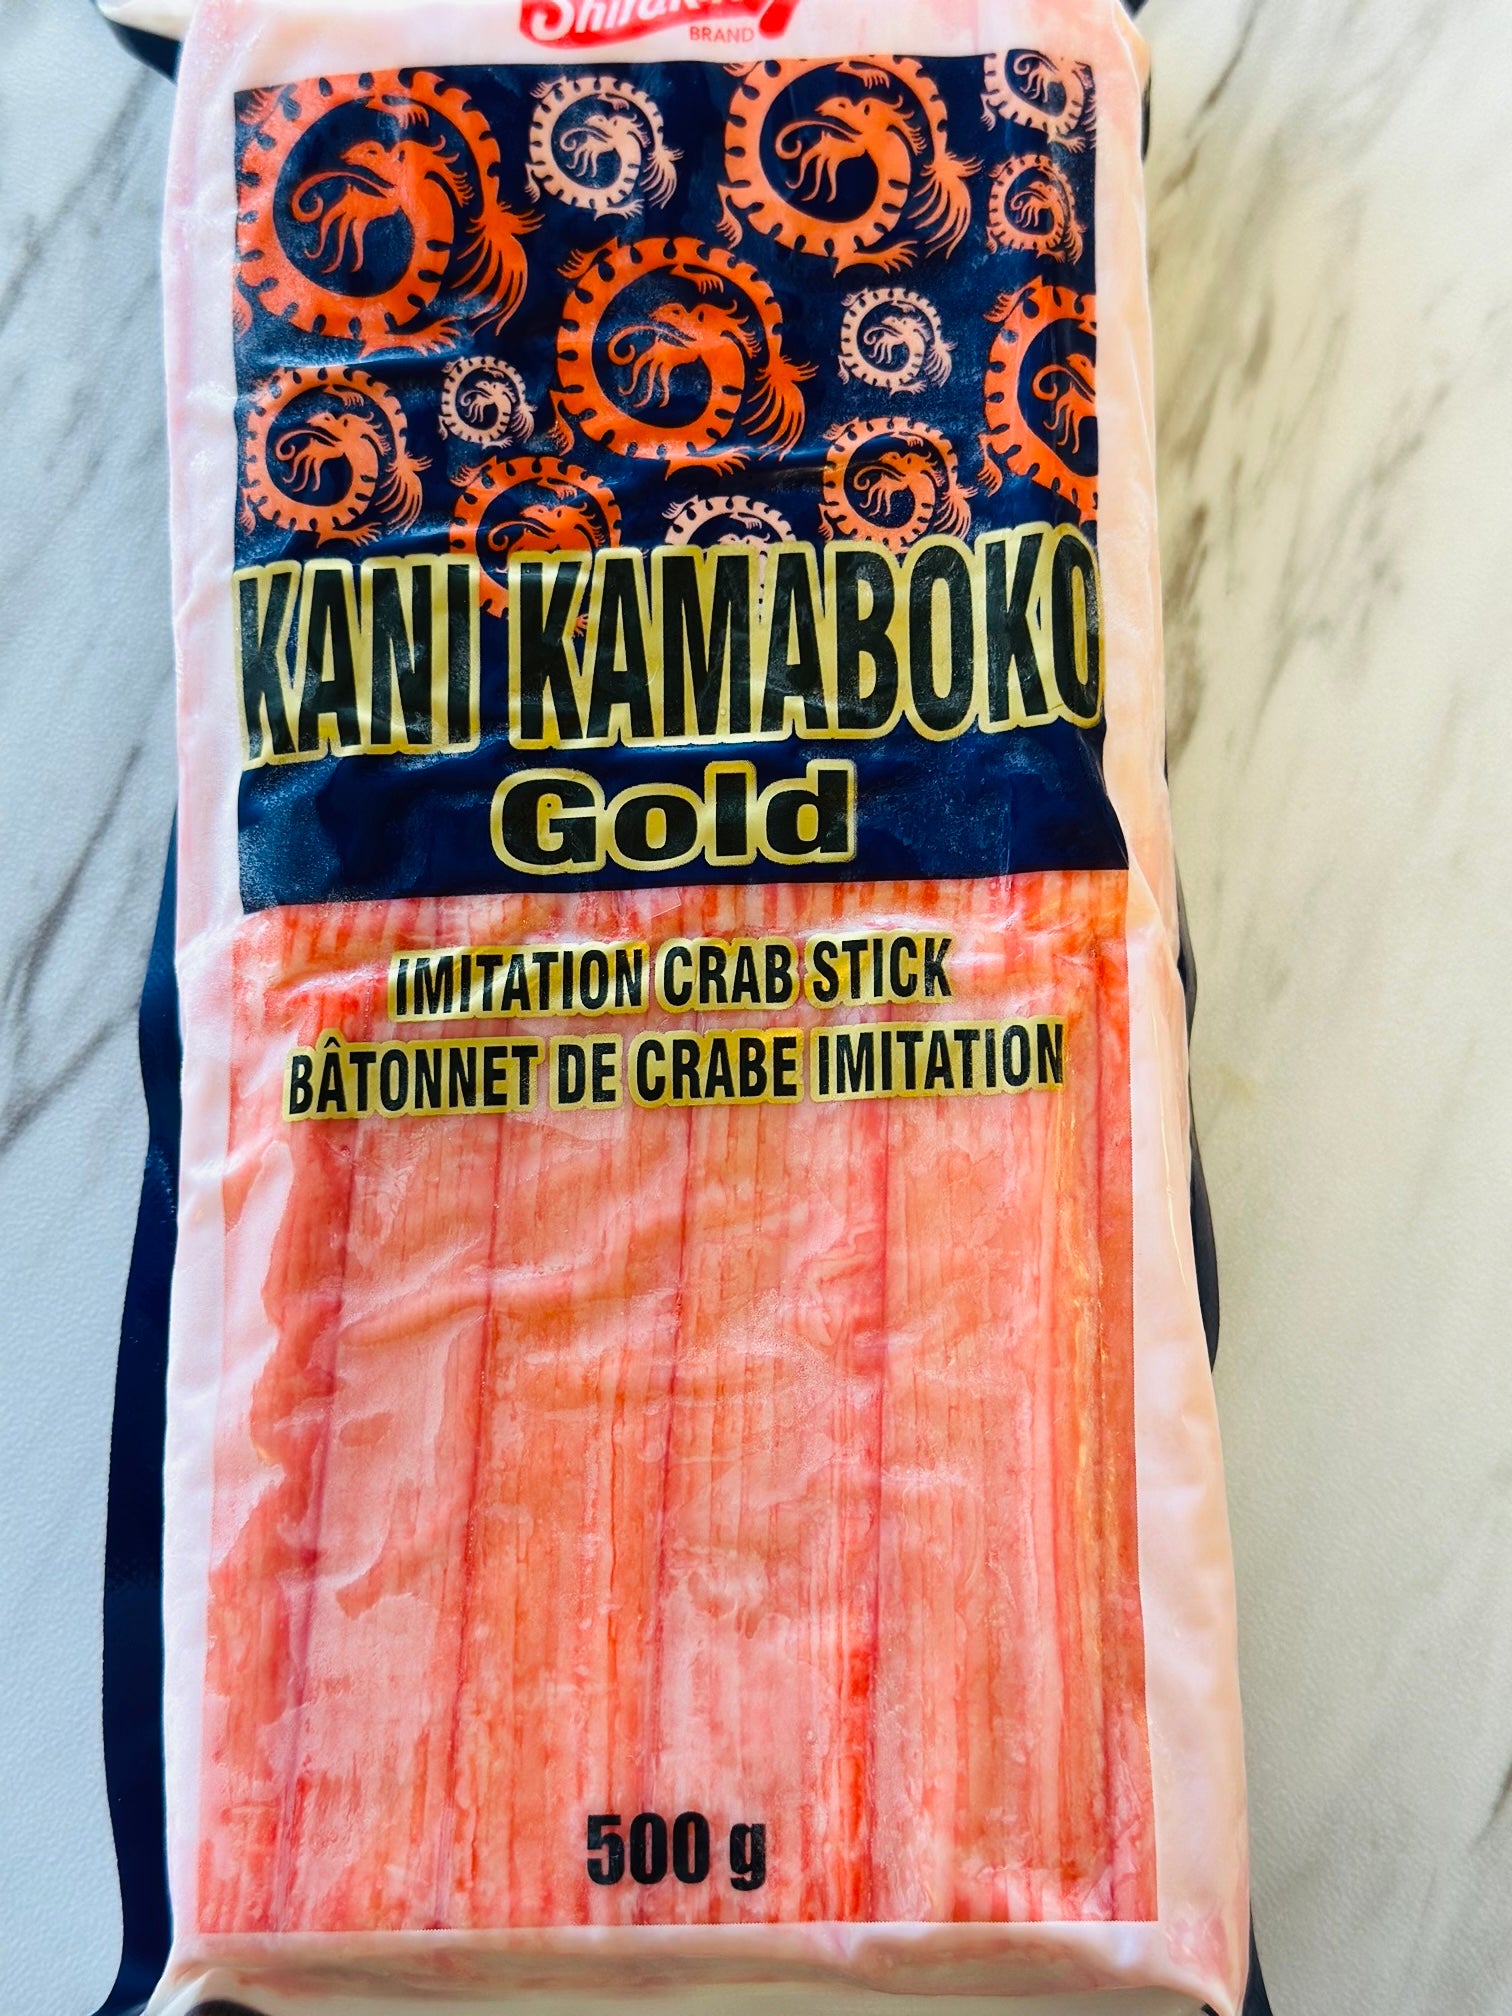 BRAND
KANI KAMABOKO
Gold
IMITATION CRAB STICK
BÂTONNET DE CRABE IMITATION
500 g